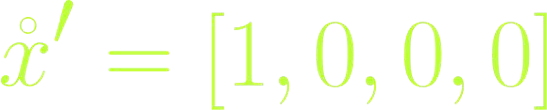 x̊′ = [1, 0, 0, 0]